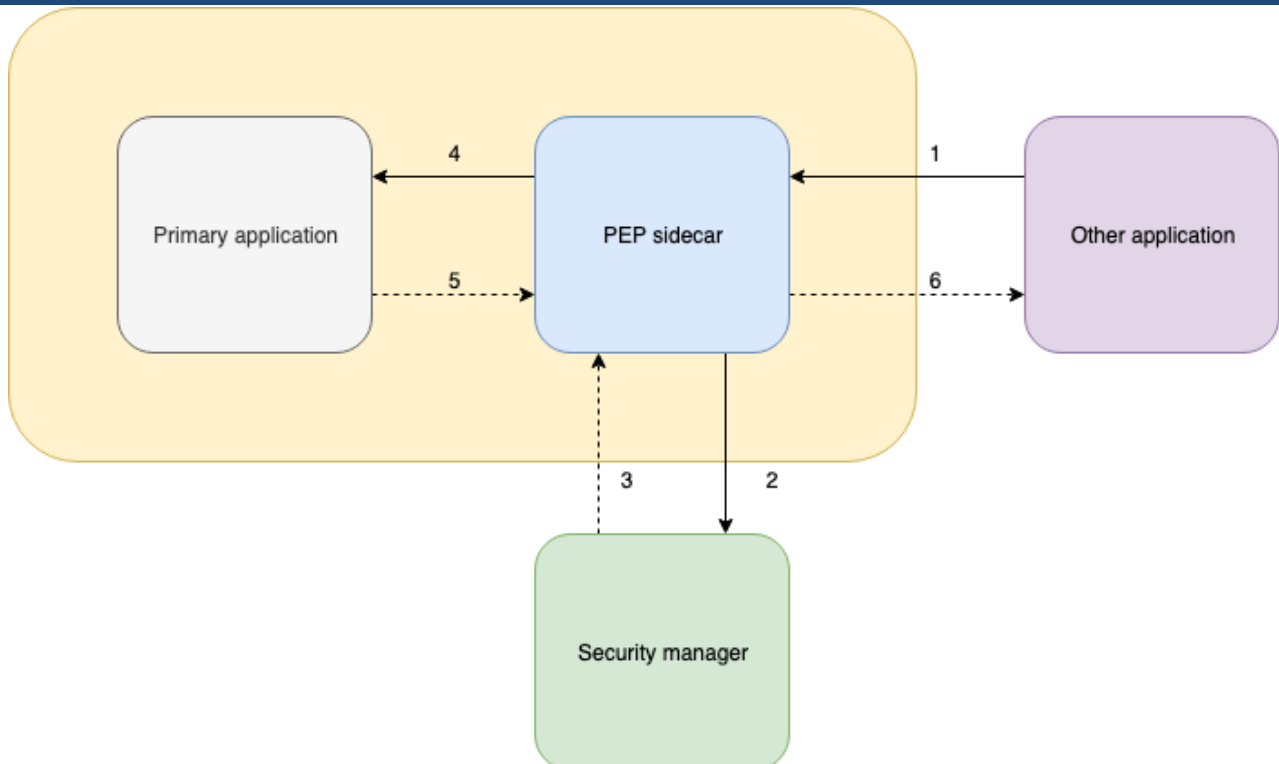 4
1
Primary application
PEP sidecar
Other application
5
6
3
2
Security manager